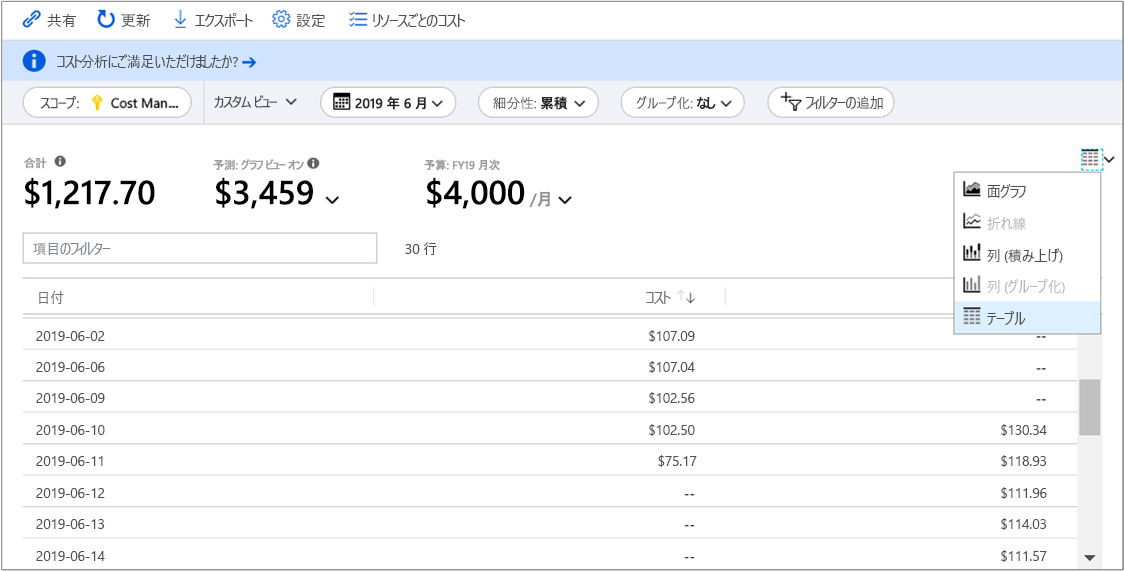 共有 更新 エクスポート 設定 リソースごとのコスト
コスト分析にご満足いただけましたか?
スコープ: Cost Man... カスタム ビュー 2019 年 6 月 細分性: 累積 グループ化: なし フィルターの追加
合計 予測: グラフ ビュー オン 予算: FY19 月次
$1,217.70 $3,459 $4,000 /月
面グラフ
折れ線
列 (積み上げ)
列 (グループ化)
テーブル
項目のフィルター 30 行
日付 コスト
2019-06-02 $107.09 --
2019-06-06 $107.04 --
2019-06-09 $102.56 --
2019-06-10 $102.50 $130.34
2019-06-11 $75.17 $118.93
2019-06-12 -- $111.96
2019-06-13 -- $114.03
2019-06-14 -- $111.57